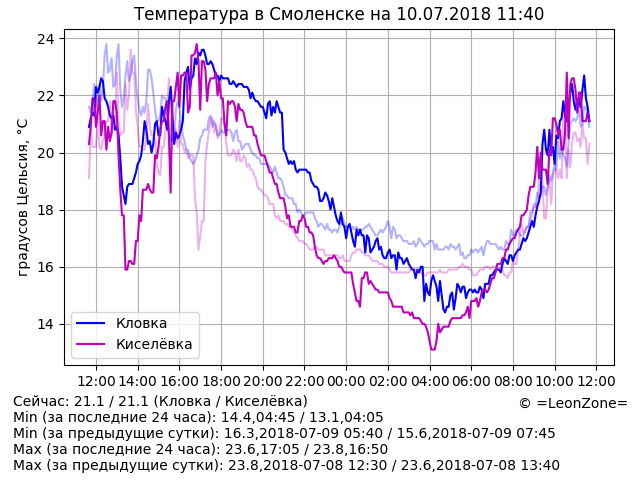 Температура в Смоленске на 10.07.2018 11:40
градусов Цельсия, °C
24
22
20
18
16
14
Кловка
Киселёвка
12:00 14:00 16:00 18:00 20:00 22:00 00:00 02:00 04:00 06:00 08:00 10:00 12:00
Сейчас: 21.1 / 21.1 (Кловка / Киселёвка)
© =LeonZone=
Min (за последние 24 часа): 14.4,04:45 / 13.1,04:05
Min (за предыдущие сутки): 16.3,2018-07-09 05:40 / 15.6,2018-07-09 07:45
Max (за последние 24 часа): 23.6,17:05 / 23.8,16:50
Max (за предыдущие сутки): 23.8,2018-07-08 12:30 / 23.6,2018-07-08 13:40